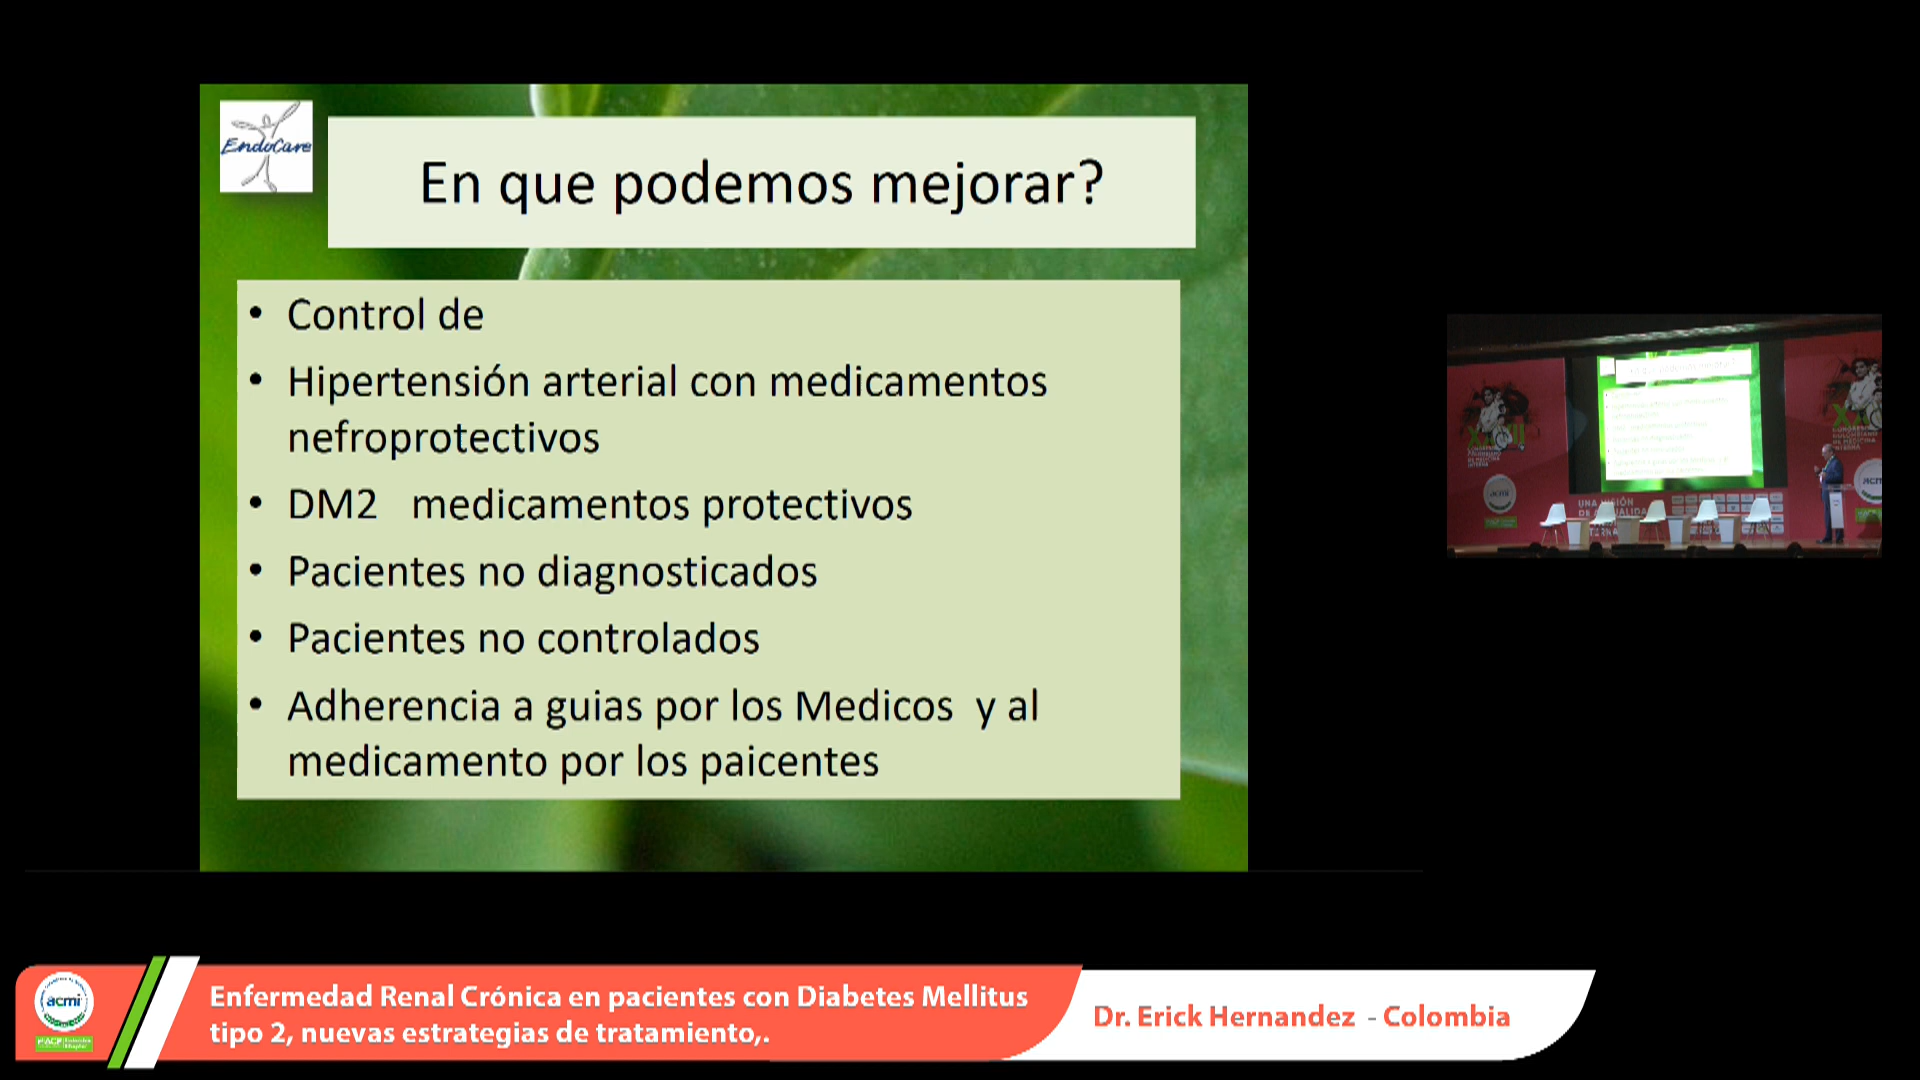 EndoCare
En que podemos mejorar?
• Control de
• Hipertensión arterial con medicamentos
nefroprotectivos
• DM2 medicamentos protectivos
• Pacientes no diagnosticados
• Pacientes no controlados
• Adherencia a guias por los Medicos y al
medicamento por los paicentes
acmi
Enfermedad Renal Crónica en pacientes con Diabetes Mellitus
tipo 2, nuevas estrategias de tratamiento,.
Dr. Erick Hernandez - Colombia